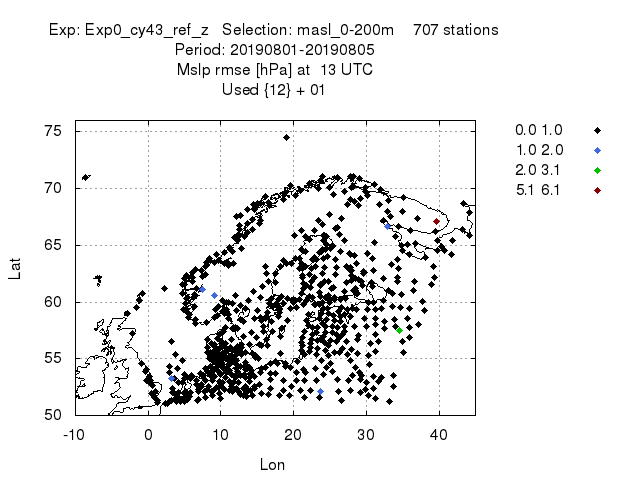 Exp: Exp0_cy43_ref_z   Selection: masl_0-200m    707 stations
Period: 20190801-20190805
Mslp rmse [hPa] at  13 UTC
Used {12} + 01
0.0 1.0
1.0 2.0
2.0 3.1
5.1 6.1
75
70
65
60
55
50
Lat
-10 0 10 20 30 40
Lon